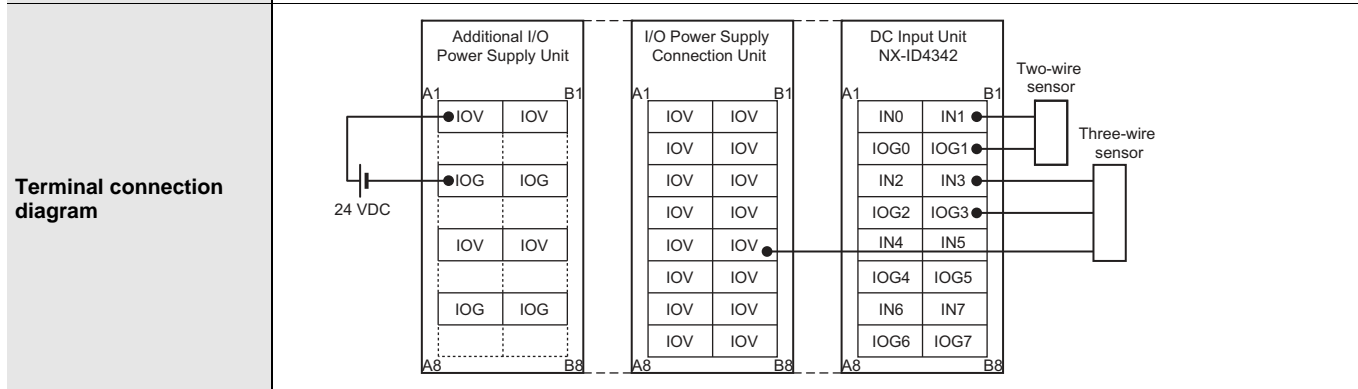 Terminal connection
diagram
24 VDC
Additional I/O
Power Supply Unit
A1 B1
IOV IOV
IOG IOG
IOV IOV
IOG IOG
A8 B8
I/O Power Supply
Connection Unit
A1 B1
IOV IOV
IOV IOV
IOV IOV
IOV IOV
IOV IOV
IOV IOV
IOV IOV
IOV IOV
A8 B8
DC Input Unit
NX-ID4342
A1 B1
IN0 IN1
IOG0 IOG1
IN2 IN3
IOG2 IOG3
IN4 IN5
IOG4 IOG5
IN6 IN7
IOG6 IOG7
A8 B8
Two-wire
sensor
Three-wire
sensor